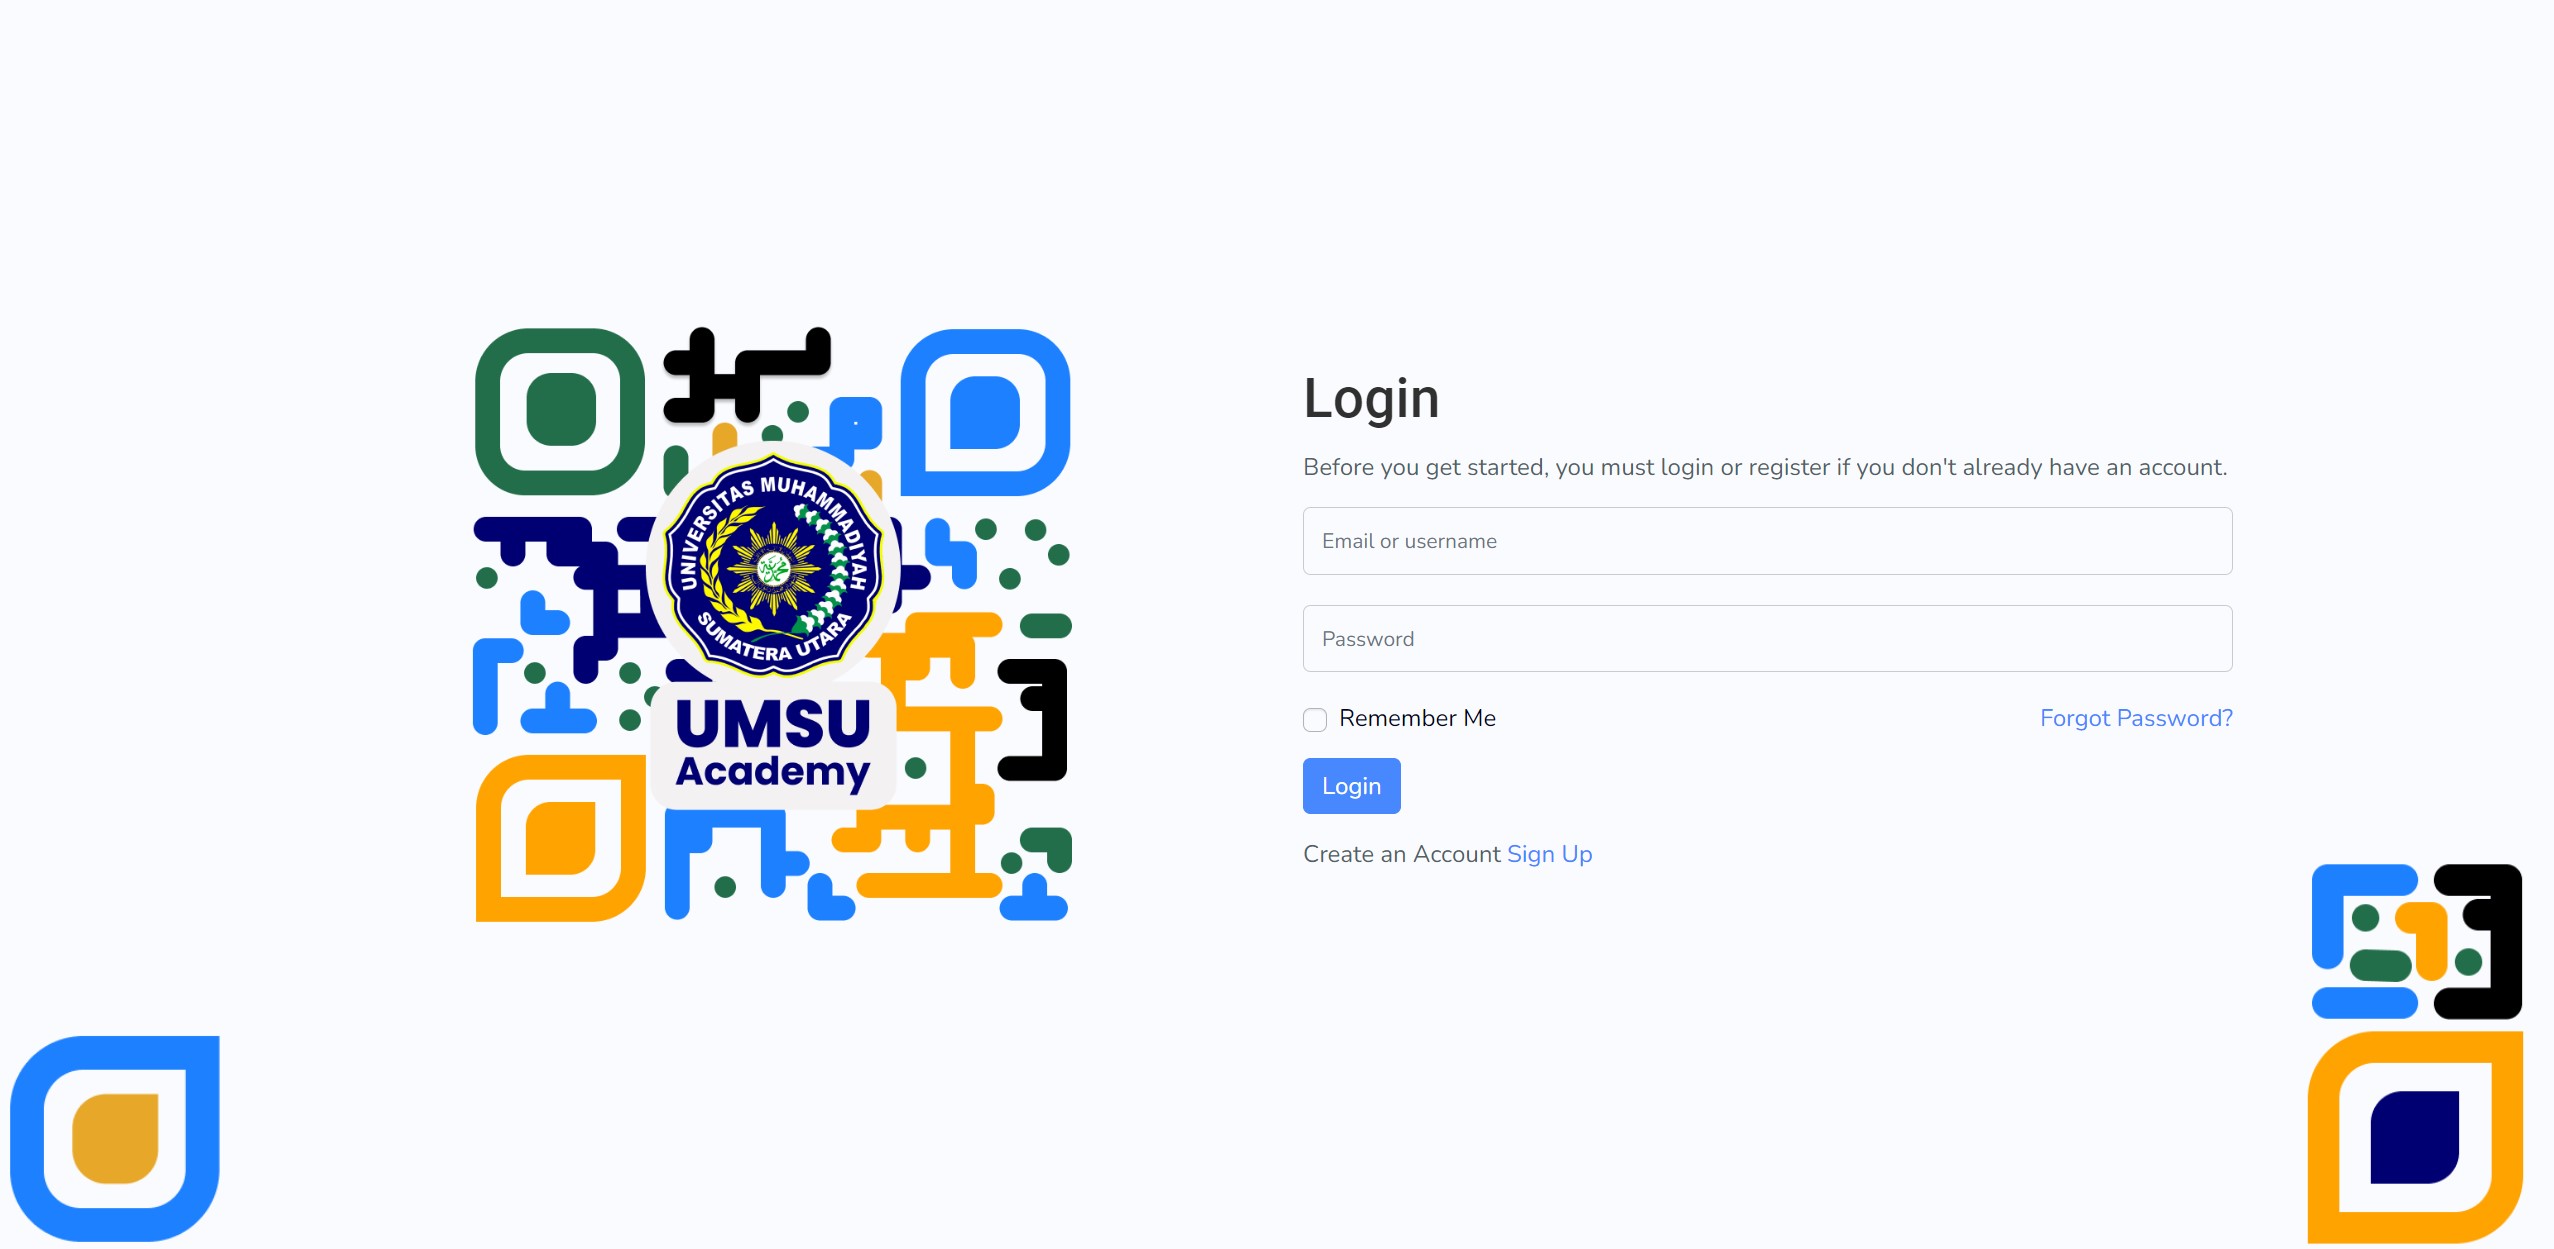 UNIVERSITAS MUHAMMADIYAH
SUMATERA UTARA
UMSU
Academy
Login
Before you get started, you must login or register if you don't already have an account.
Email or username
Password
Remember Me
Forgot Password?
Login
Create an Account Sign Up